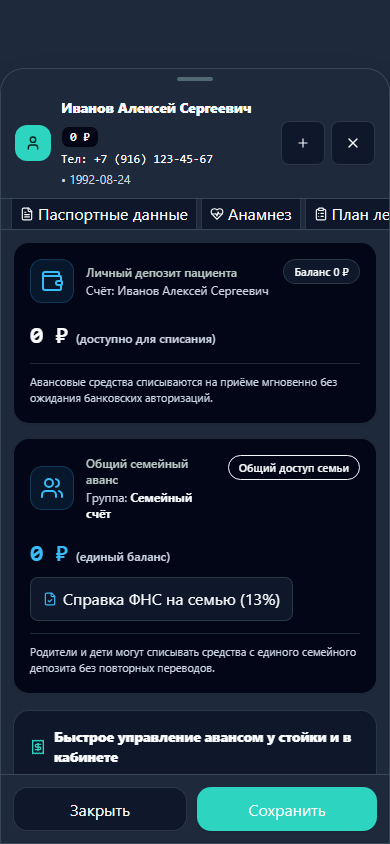 Иванов Алексей Сергеевич
0 ₽
Тел: +7 (916) 123-45-67
• 1992-08-24
Паспортные данные
Анамнез
План ле
Личный депозит пациента
Счёт: Иванов Алексей Сергеевич
Баланс 0 ₽
0 ₽ (доступно для списания)
Авансовые средства списываются на приёме мгновенно без
ожидания банковских авторизаций.
Общий семейный
аванс
Группа: Семейный
счёт
Общий доступ семьи
0 ₽ (единый баланс)
Справка ФНС на семью (13%)
Родители и дети могут списывать средства с единого семейного
депозита без повторных переводов.
Быстрое управление авансом у стойки и в
кабинете
Закрыть
Сохранить